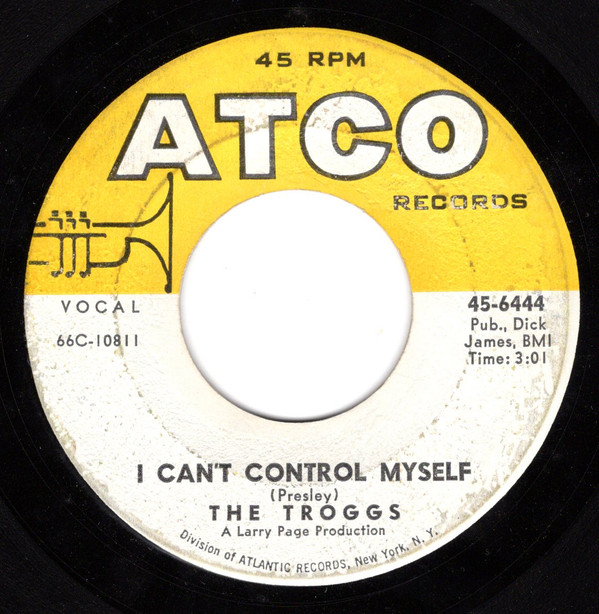 45 RPM
ATCO
RECORDS
VOCAL
66C-10811
45-6444
Pub., Dick
James, BMI
Time: 3:01
I CAN'T CONTROL MYSELF
(Presley)
THE TROGGS
A Larry Page Production
Division of ATLANTIC RECORDS, New York, N. Y.